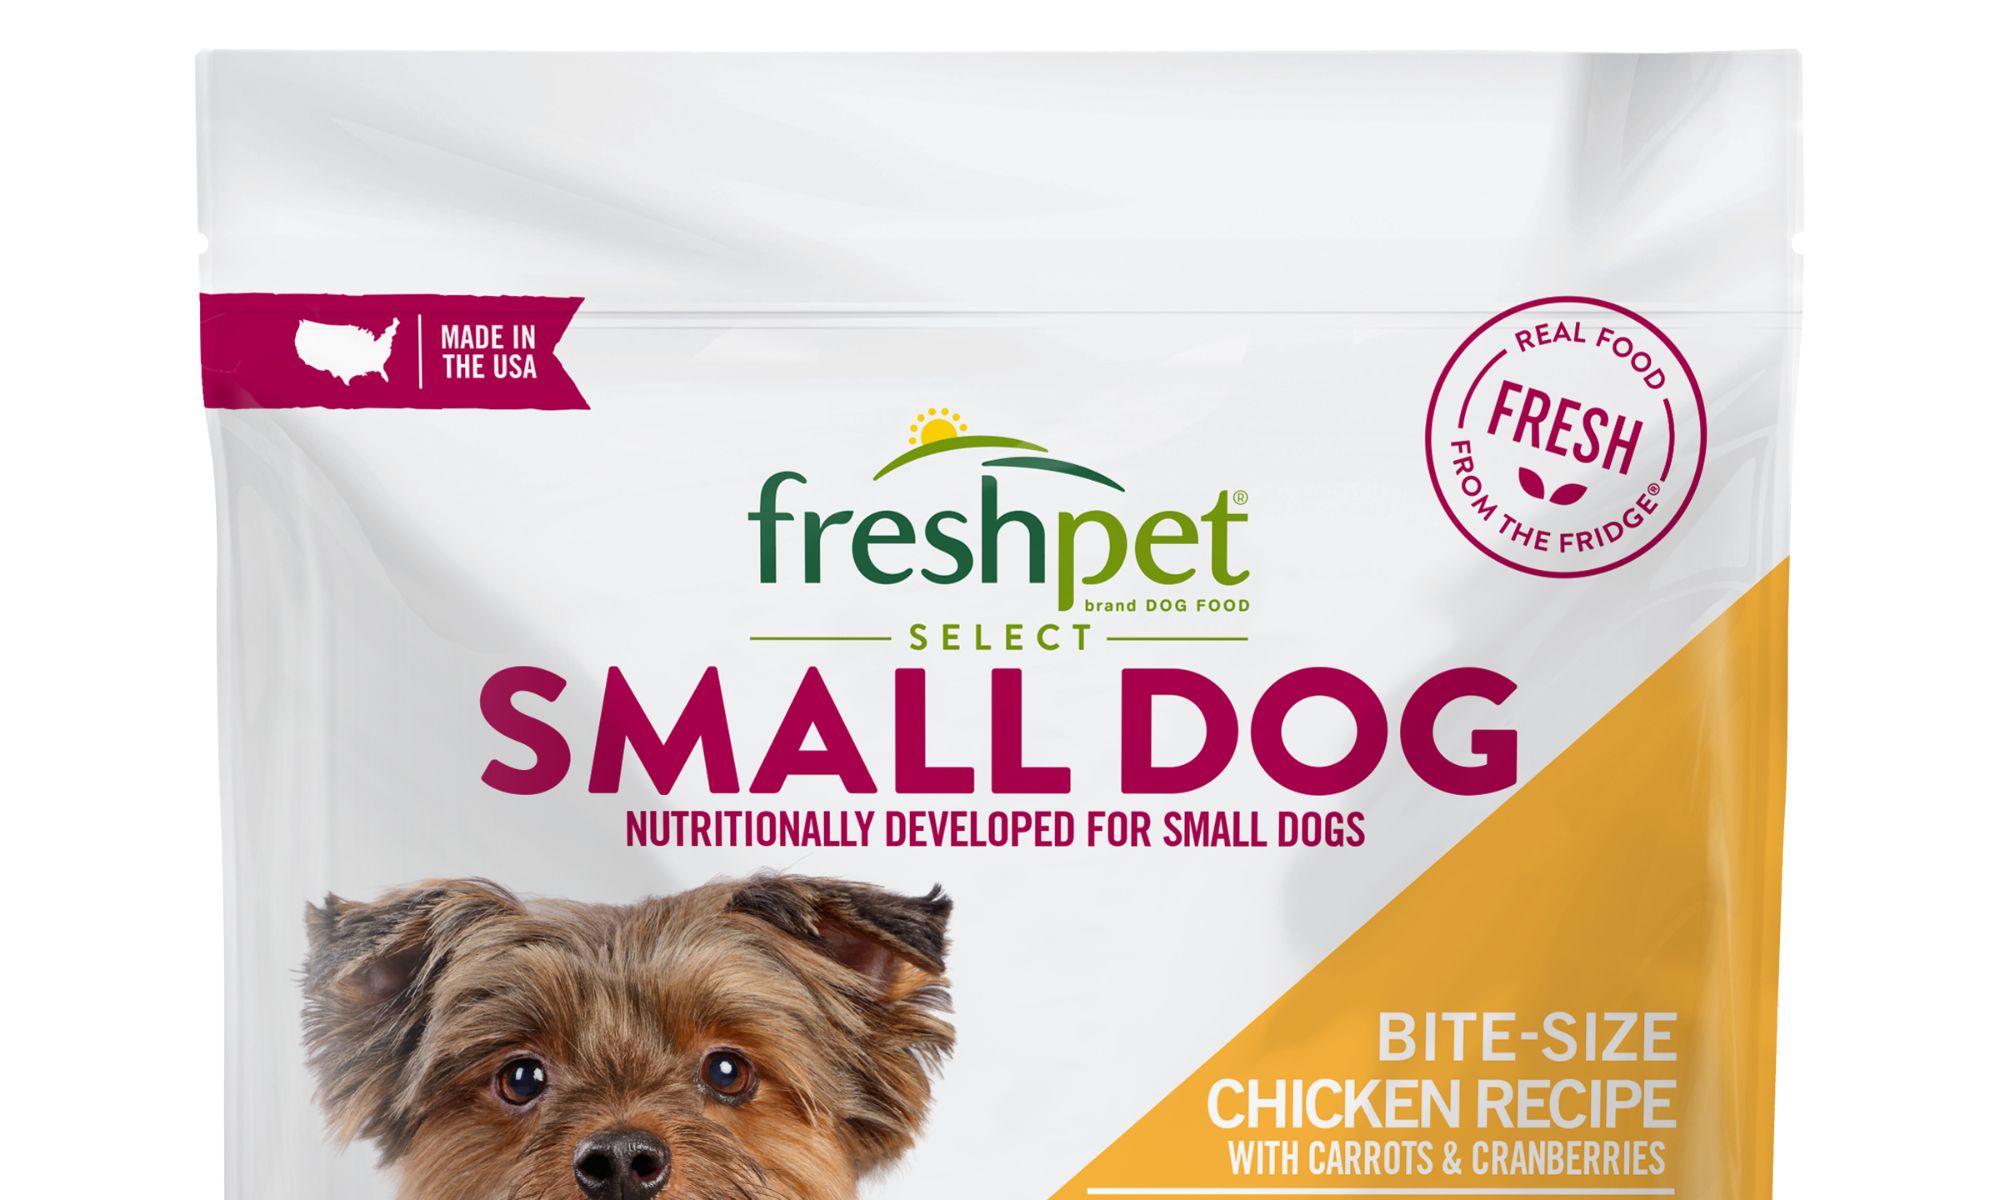 MADE IN
THE USA
REAL FOOD
FRESH
FROM THE FRIDGE®
freshpet®
brand DOG FOOD
SELECT
SMALL DOG
NUTRITIONALLY DEVELOPED FOR SMALL DOGS
BITE-SIZE
CHICKEN RECIPE
WITH CARROTS & CRANBERRIES